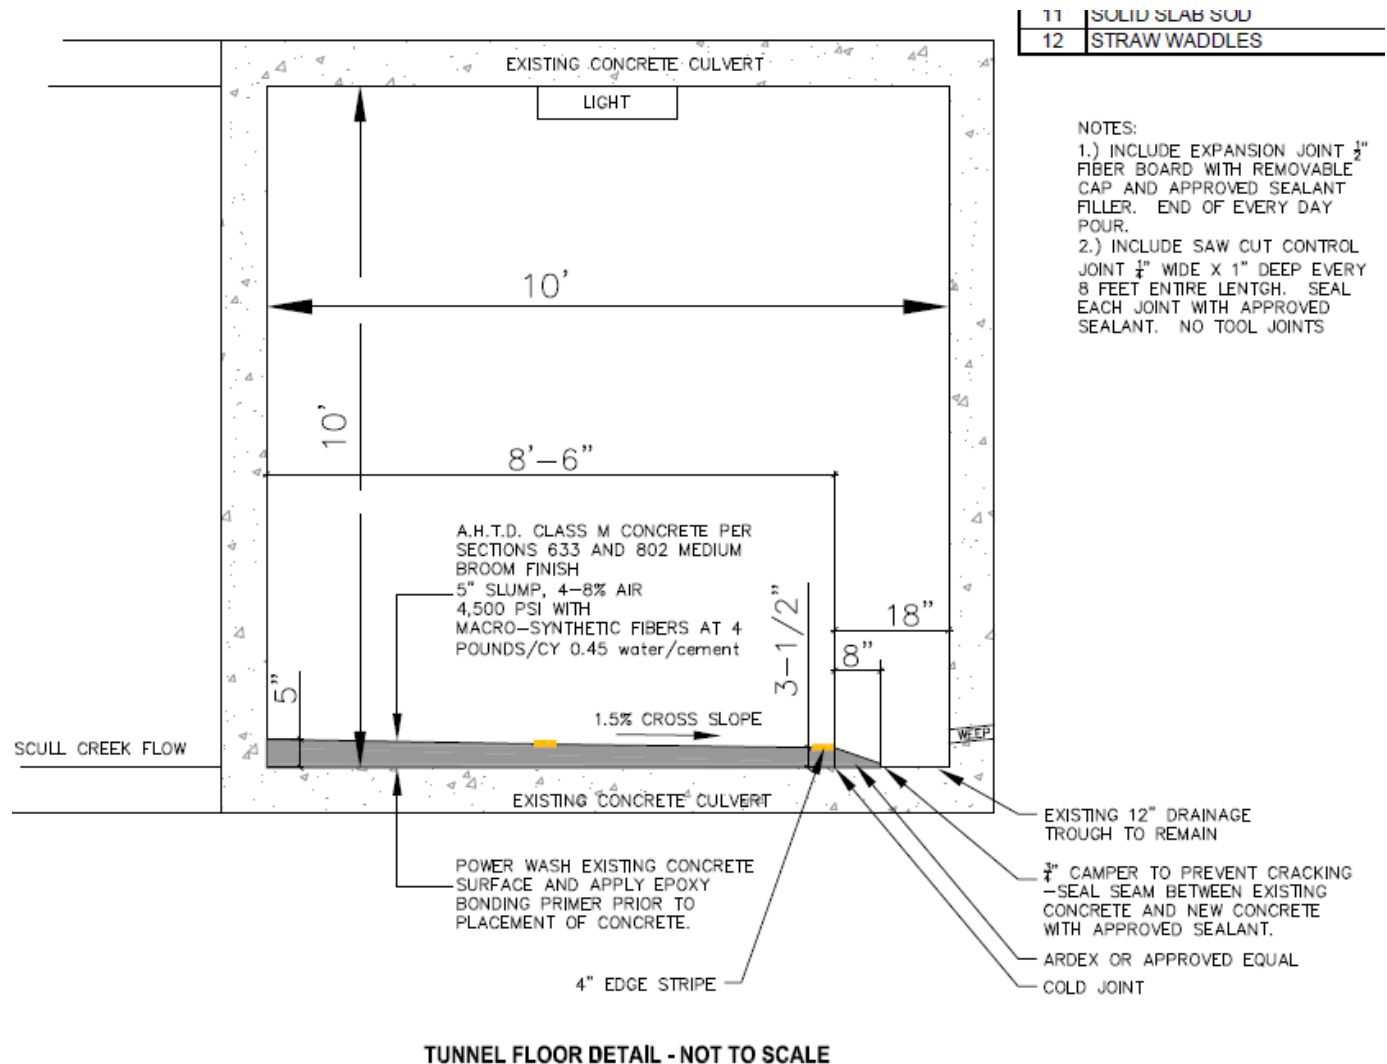 11 SOLID SLAB SOD
12 STRAW WADDLES
EXISTING CONCRETE CULVERT
LIGHT
NOTES:
1.) INCLUDE EXPANSION JOINT 1/2"
FIBER BOARD WITH REMOVABLE
CAP AND APPROVED SEALANT
FILLER. END OF EVERY DAY
POUR.
2.) INCLUDE SAW CUT CONTROL
JOINT 1/4" WIDE X 1" DEEP EVERY
8 FEET ENTIRE LENTGH. SEAL
EACH JOINT WITH APPROVED
SEALANT. NO TOOL JOINTS
10'
10'
8'-6"
A.H.T.D. CLASS M CONCRETE PER
SECTIONS 633 AND 802 MEDIUM
BROOM FINISH
5" SLUMP, 4-8% AIR
4,500 PSI WITH
MACRO-SYNTHETIC FIBERS AT 4
POUNDS/CY 0.45 water/cement
3-1/2"
18"
8"
5"
1.5% CROSS SLOPE
WEEP
SCULL CREEK FLOW
EXISTING CONCRETE CULVERT
EXISTING 12" DRAINAGE
TROUGH TO REMAIN
POWER WASH EXISTING CONCRETE
SURFACE AND APPLY EPOXY
BONDING PRIMER PRIOR TO
PLACEMENT OF CONCRETE.
3/4" CAMPER TO PREVENT CRACKING
-SEAL SEAM BETWEEN EXISTING
CONCRETE AND NEW CONCRETE
WITH APPROVED SEALANT.
ARDEX OR APPROVED EQUAL
4" EDGE STRIPE
COLD JOINT
TUNNEL FLOOR DETAIL - NOT TO SCALE